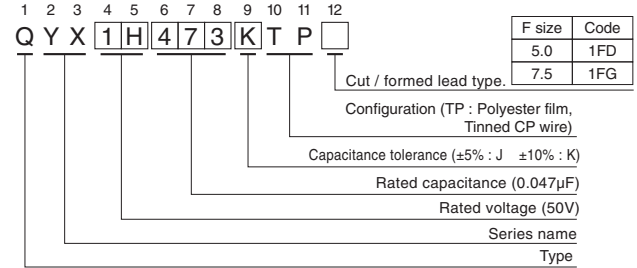 1 2 3 4 5 6 7 8 9 10 11 12
Q Y X 1 H 4 7 3 K T P
F size Code
5.0 1FD
7.5 1FG
Cut / formed lead type.
Configuration (TP : Polyester film,
Tinned CP wire)
Capacitance tolerance (±5% : J ±10% : K)
Rated capacitance (0.047µF)
Rated voltage (50V)
Series name
Type